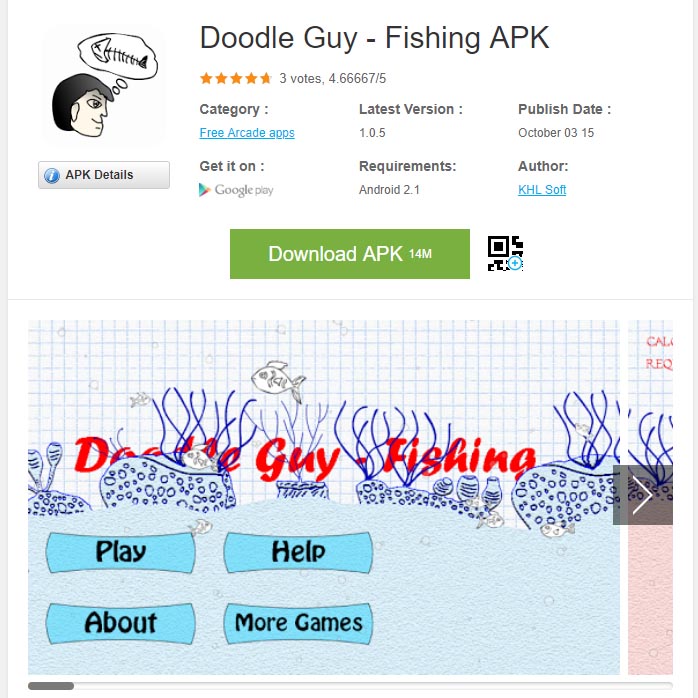 Doodle Guy - Fishing APK
3 votes, 4.66667/5
Category : Latest Version : Publish Date :
Free Arcade apps 1.0.5 October 03 15
APK Details
Get it on : Requirements: Author:
Google play Android 2.1 KHL Soft
Download APK 14M
Doodle Guy - Fishing
CALO
REQ
Play Help
About More Games